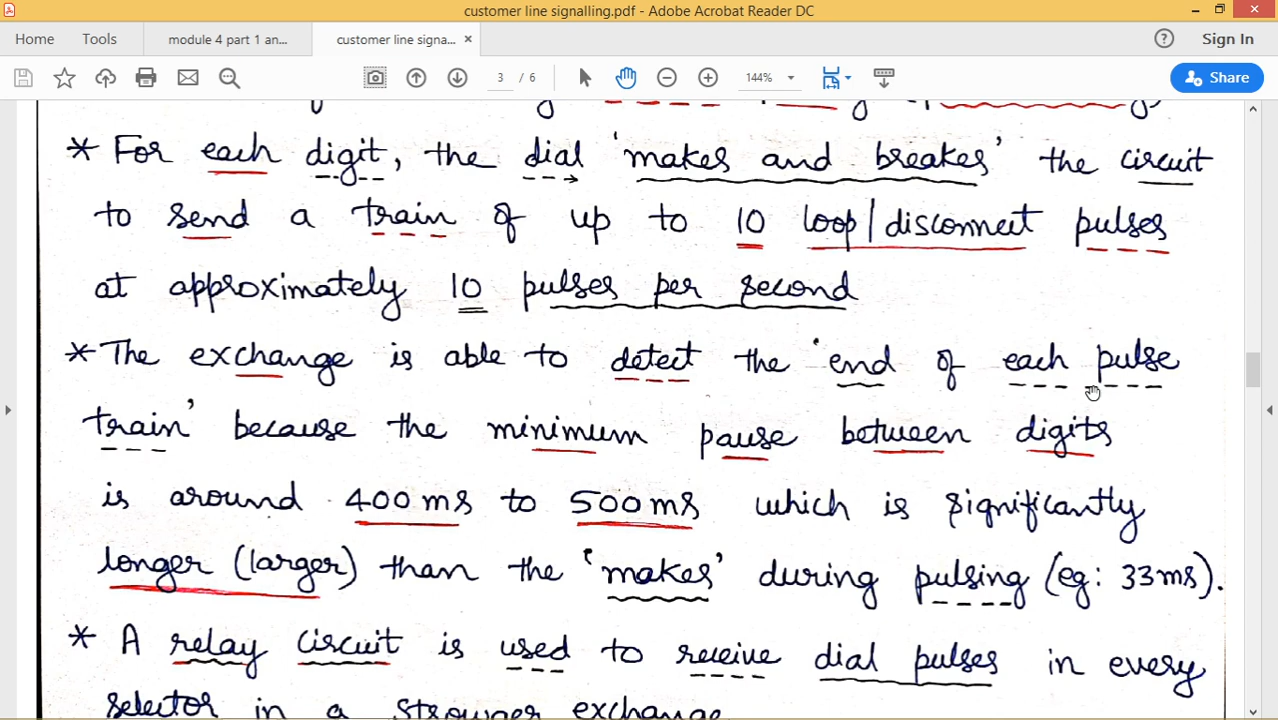 customer line signalling.pdf - Adobe Acrobat Reader DC
Home Tools module 4 part 1 an... customer line signa... × ? Sign In
3 / 6 144% Share
* For each digit, the dial 'makes and breakes' the circuit
to send a train of up to 10 loop/disconnect pulses
at approximately 10 pulses per second
* The exchange is able to detect the 'end of each pulse
train' because the minimum pause between digits
is around 400 ms to 500 ms which is significantly
longer (larger) than the 'makes' during pulsing (eg: 33ms).
* A relay circuit is used to receive dial pulses in every
selector in a strowger exchange